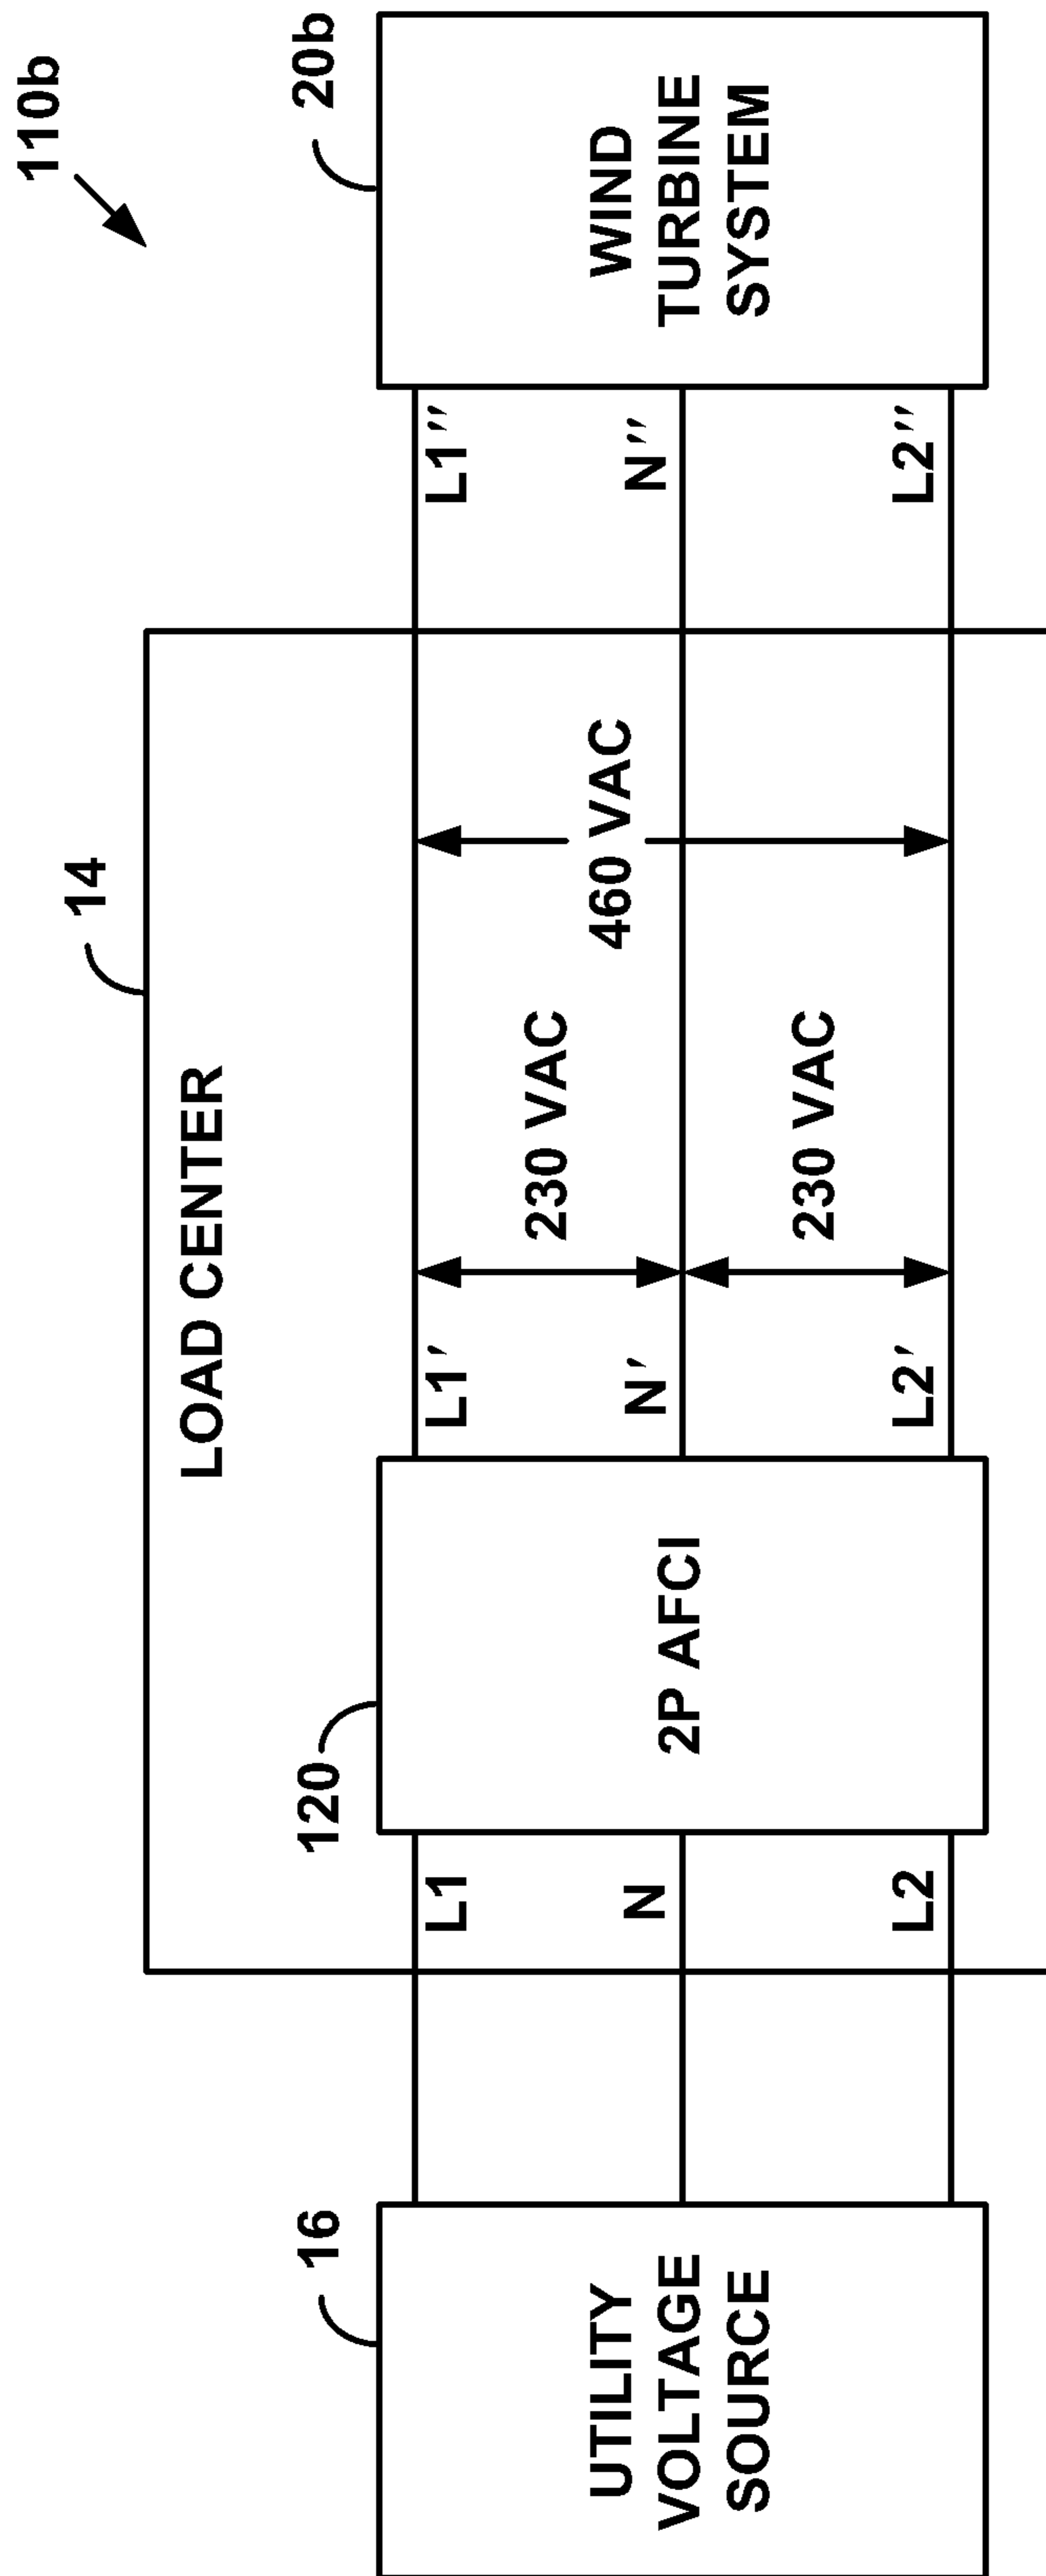 110b
14
LOAD CENTER
16
120
20b
UTILITY
VOLTAGE
SOURCE
L1
N
L2
2P AFCI
L1′
N′
L2′
230 VAC
230 VAC
460 VAC
L1″
N″
L2″
WIND
TURBINE
SYSTEM